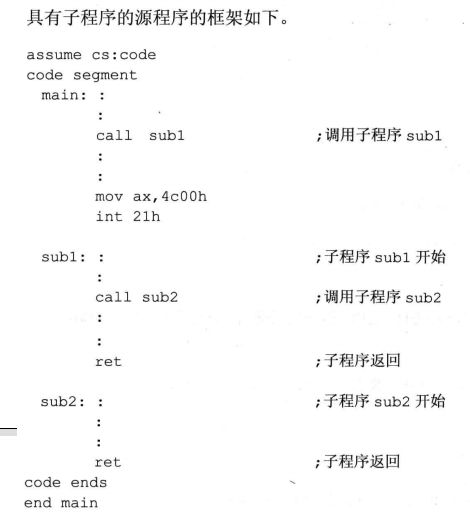 具有子程序的源程序的框架如下。
assume cs:code
code segment
main: :
:
call sub1 ;调用子程序 sub1
:
:
mov ax,4c00h
int 21h
sub1: : ;子程序 sub1 开始
:
call sub2 ;调用子程序 sub2
:
:
ret ;子程序返回
sub2: : ;子程序 sub2 开始
:
:
ret ;子程序返回
code ends
end main